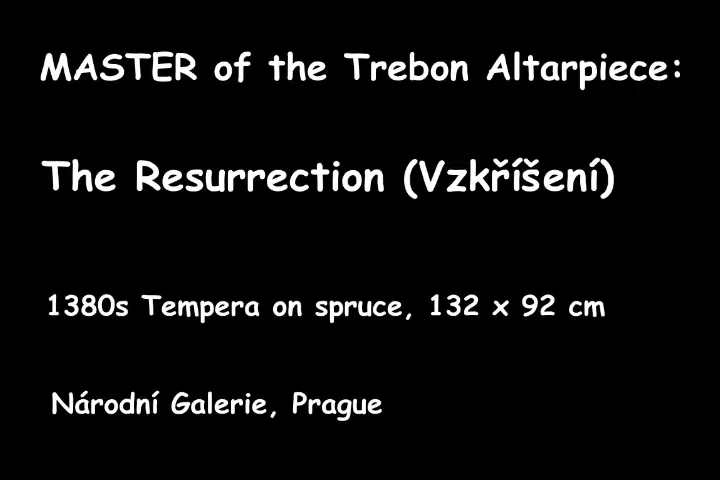 MASTER of the Trebon Altarpiece:
The Resurrection (Vzkříšení)
1380s Tempera on spruce, 132 x 92 cm
Národní Galerie, Prague